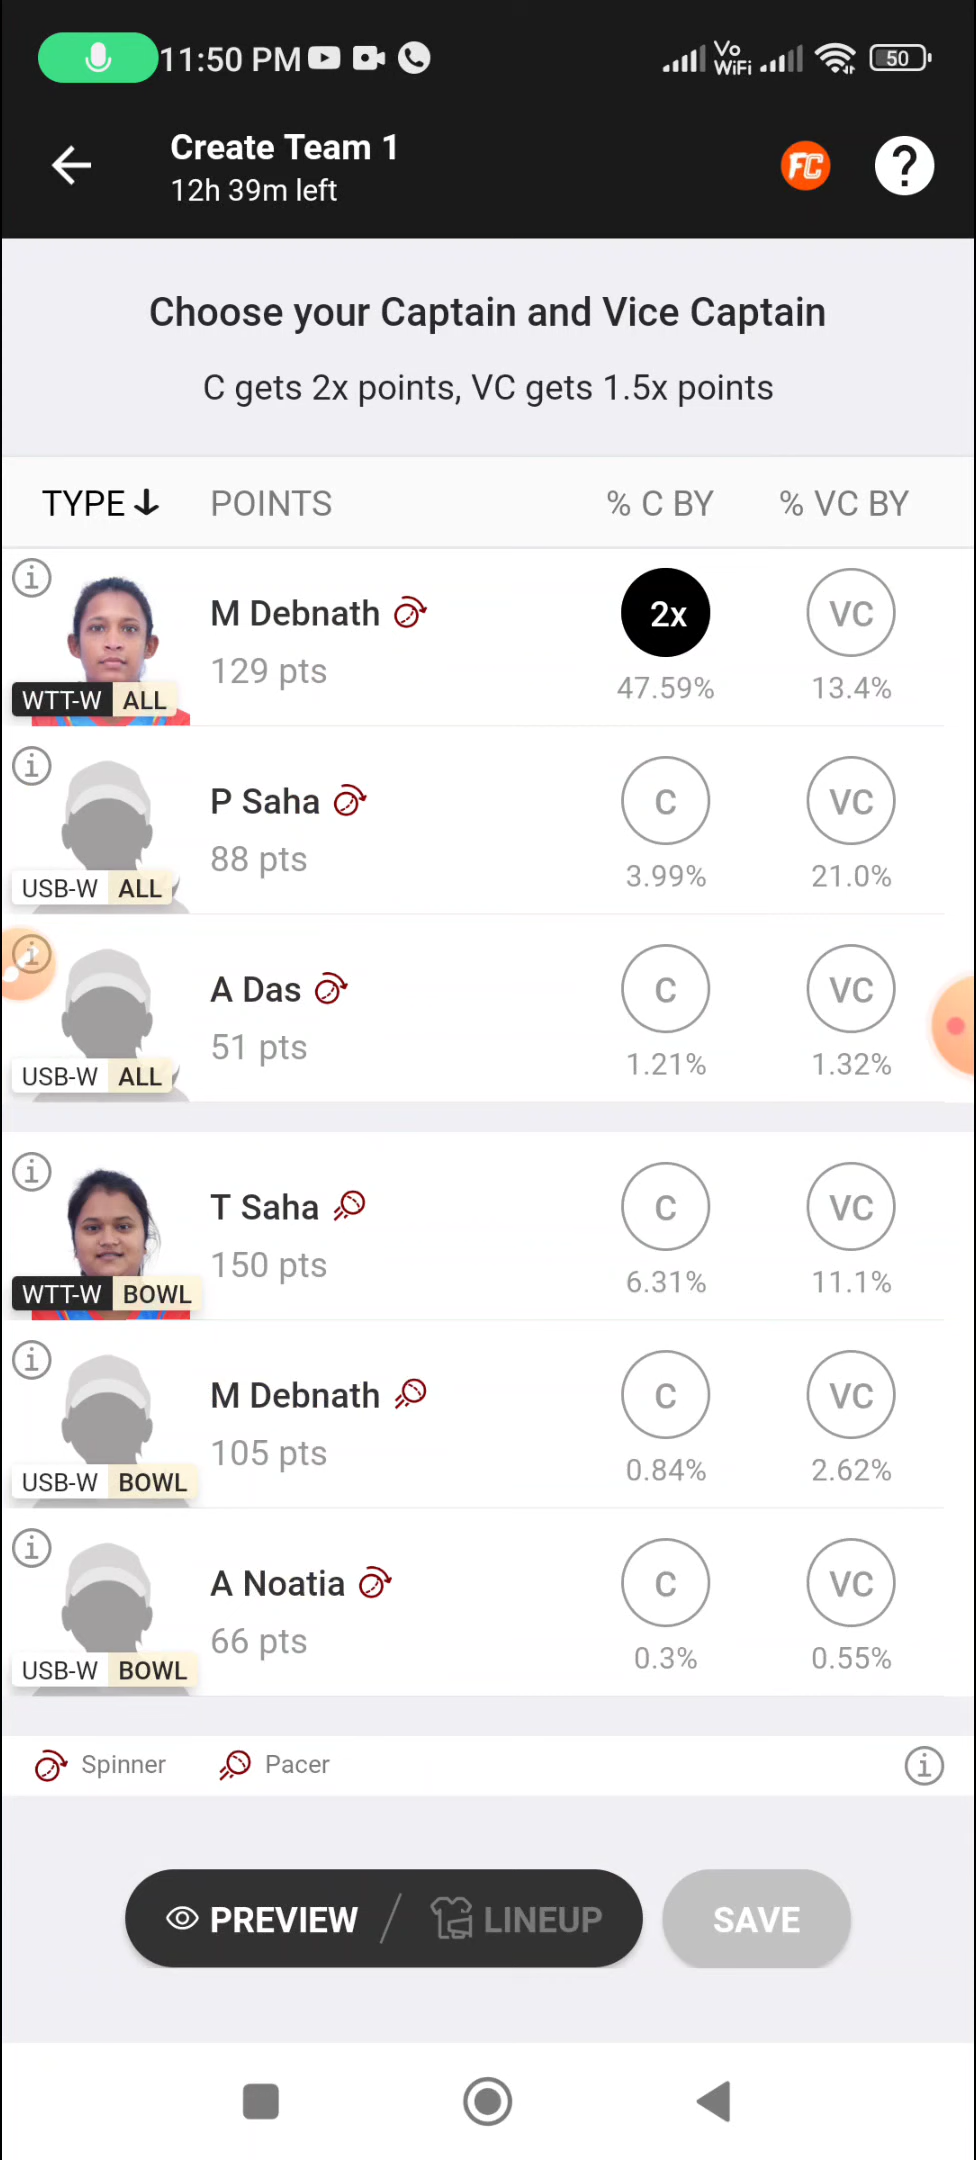 11:50 PM
Vo
WiFi
50
Create Team 1
12h 39m left
FC
?
Choose your Captain and Vice Captain
C gets 2x points, VC gets 1.5x points
TYPE POINTS % C BY % VC BY
M Debnath 2x VC
129 pts 47.59% 13.4%
WTT-W ALL
P Saha C VC
88 pts 3.99% 21.0%
USB-W ALL
A Das C VC
51 pts 1.21% 1.32%
USB-W ALL
T Saha C VC
150 pts 6.31% 11.1%
WTT-W BOWL
M Debnath C VC
105 pts 0.84% 2.62%
USB-W BOWL
A Noatia C VC
66 pts 0.3% 0.55%
USB-W BOWL
Spinner Pacer
PREVIEW / LINEUP SAVE